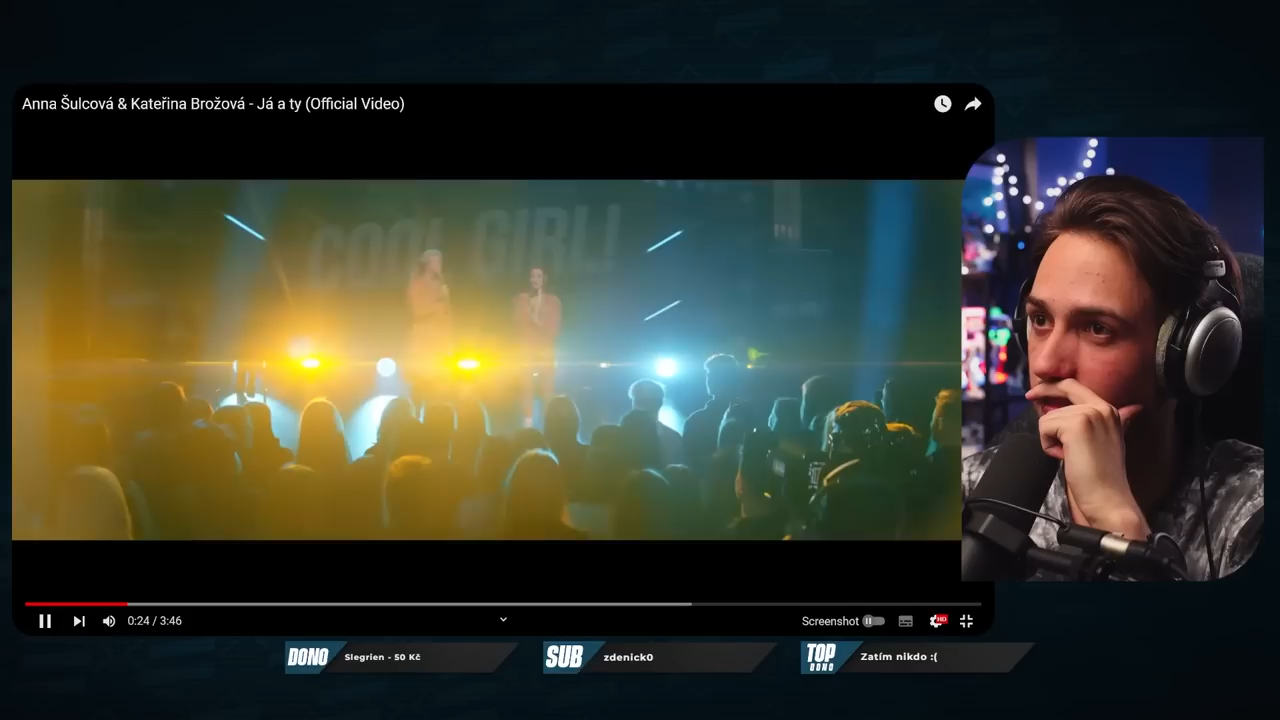 Anna Šulcová & Kateřina Brožová - Já a ty (Official Video)
COOL GIRL!
0:24 / 3:46
Screenshot
HD
DONO
Slegrien - 50 Kč
SUB
zdenick0
TOP
DONO
Zatím nikdo :(